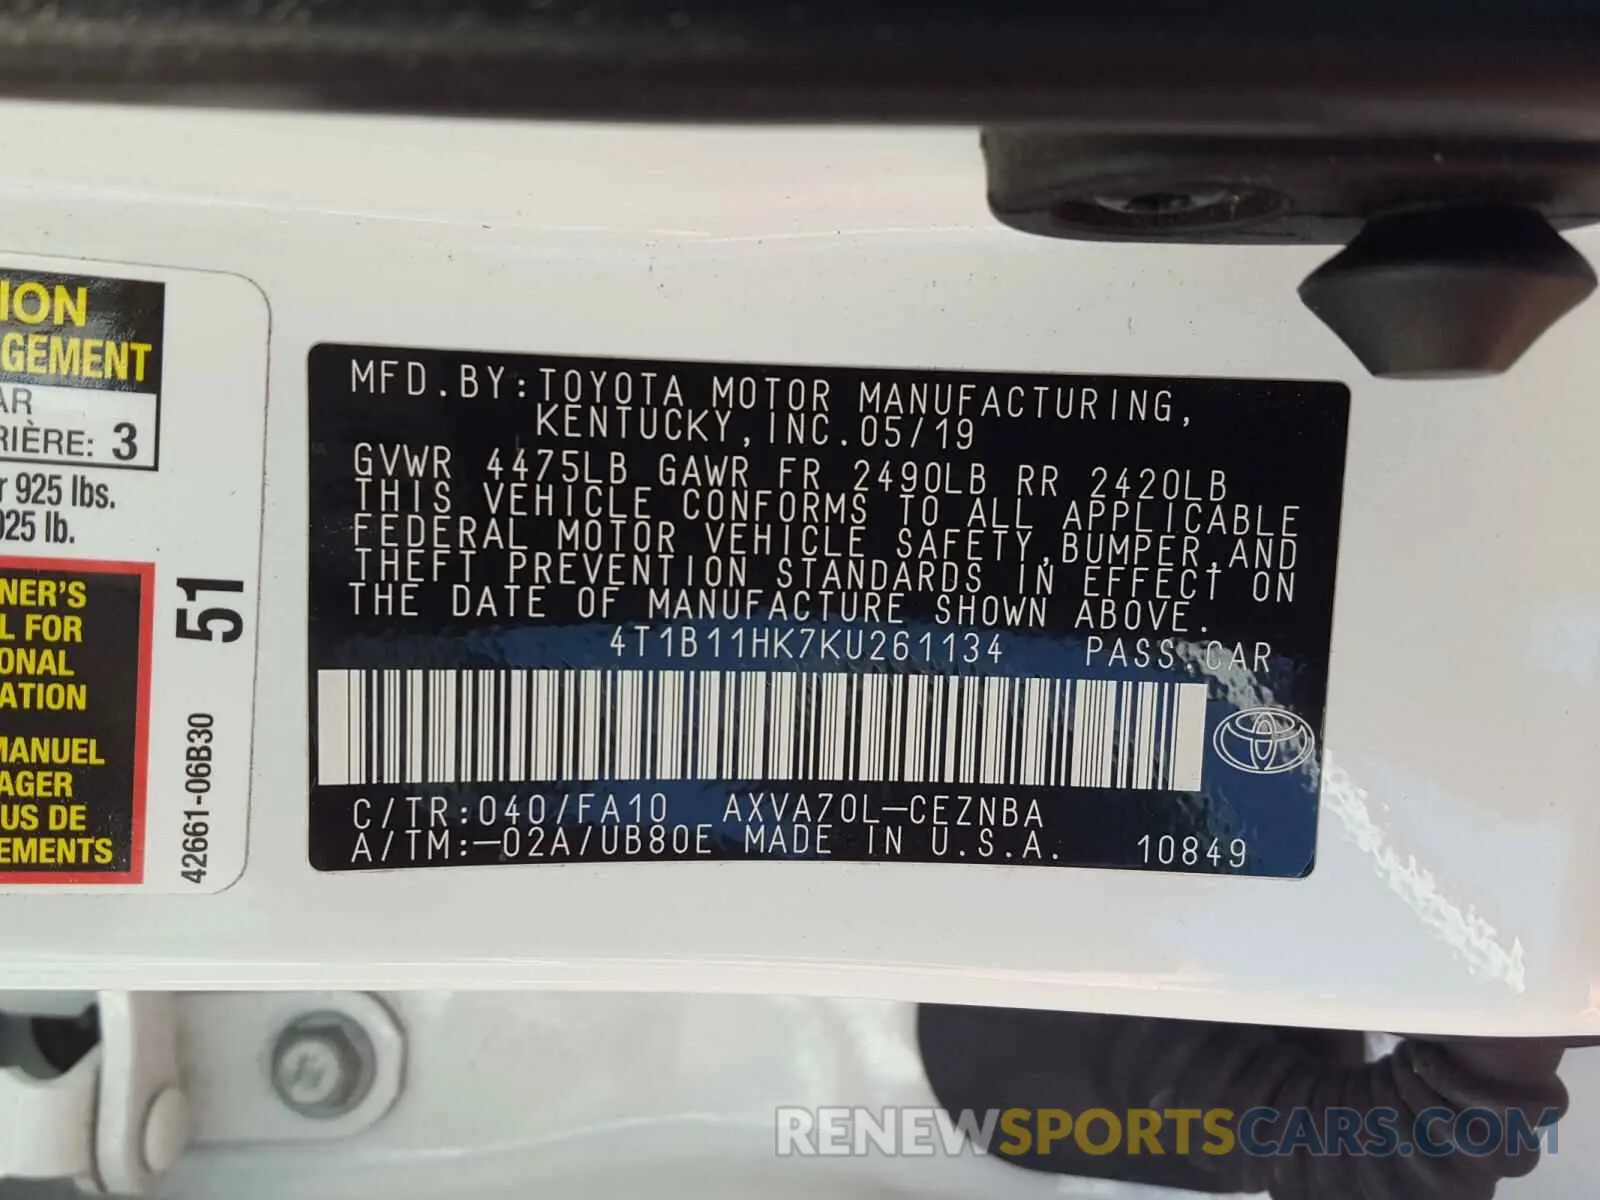 ION
GEMENT
AR
RIÈRE: 3
r 925 lbs.
025 lb.
NER'S
L FOR
ONAL
ATION
MANUEL
AGER
US DE
EMENTS
51
42661-06B30
MFD.BY:TOYOTA MOTOR MANUFACTURING,
KENTUCKY,INC.05/19
GVWR 4475LB GAWR FR 2490LB RR 2420LB
THIS VEHICLE CONFORMS TO ALL APPLICABLE
FEDERAL MOTOR VEHICLE SAFETY,BUMPER,AND
THEFT PREVENTION STANDARDS IN EFFECT ON
THE DATE OF MANUFACTURE SHOWN ABOVE.
4T1B11HK7KU261134 PASS.CAR
C/TR:040/FA10 AXVA70L-CEZNBA
A/TM:-02A/UB80E MADE IN U.S.A. 10849
RENEWSPORTSCARS.COM